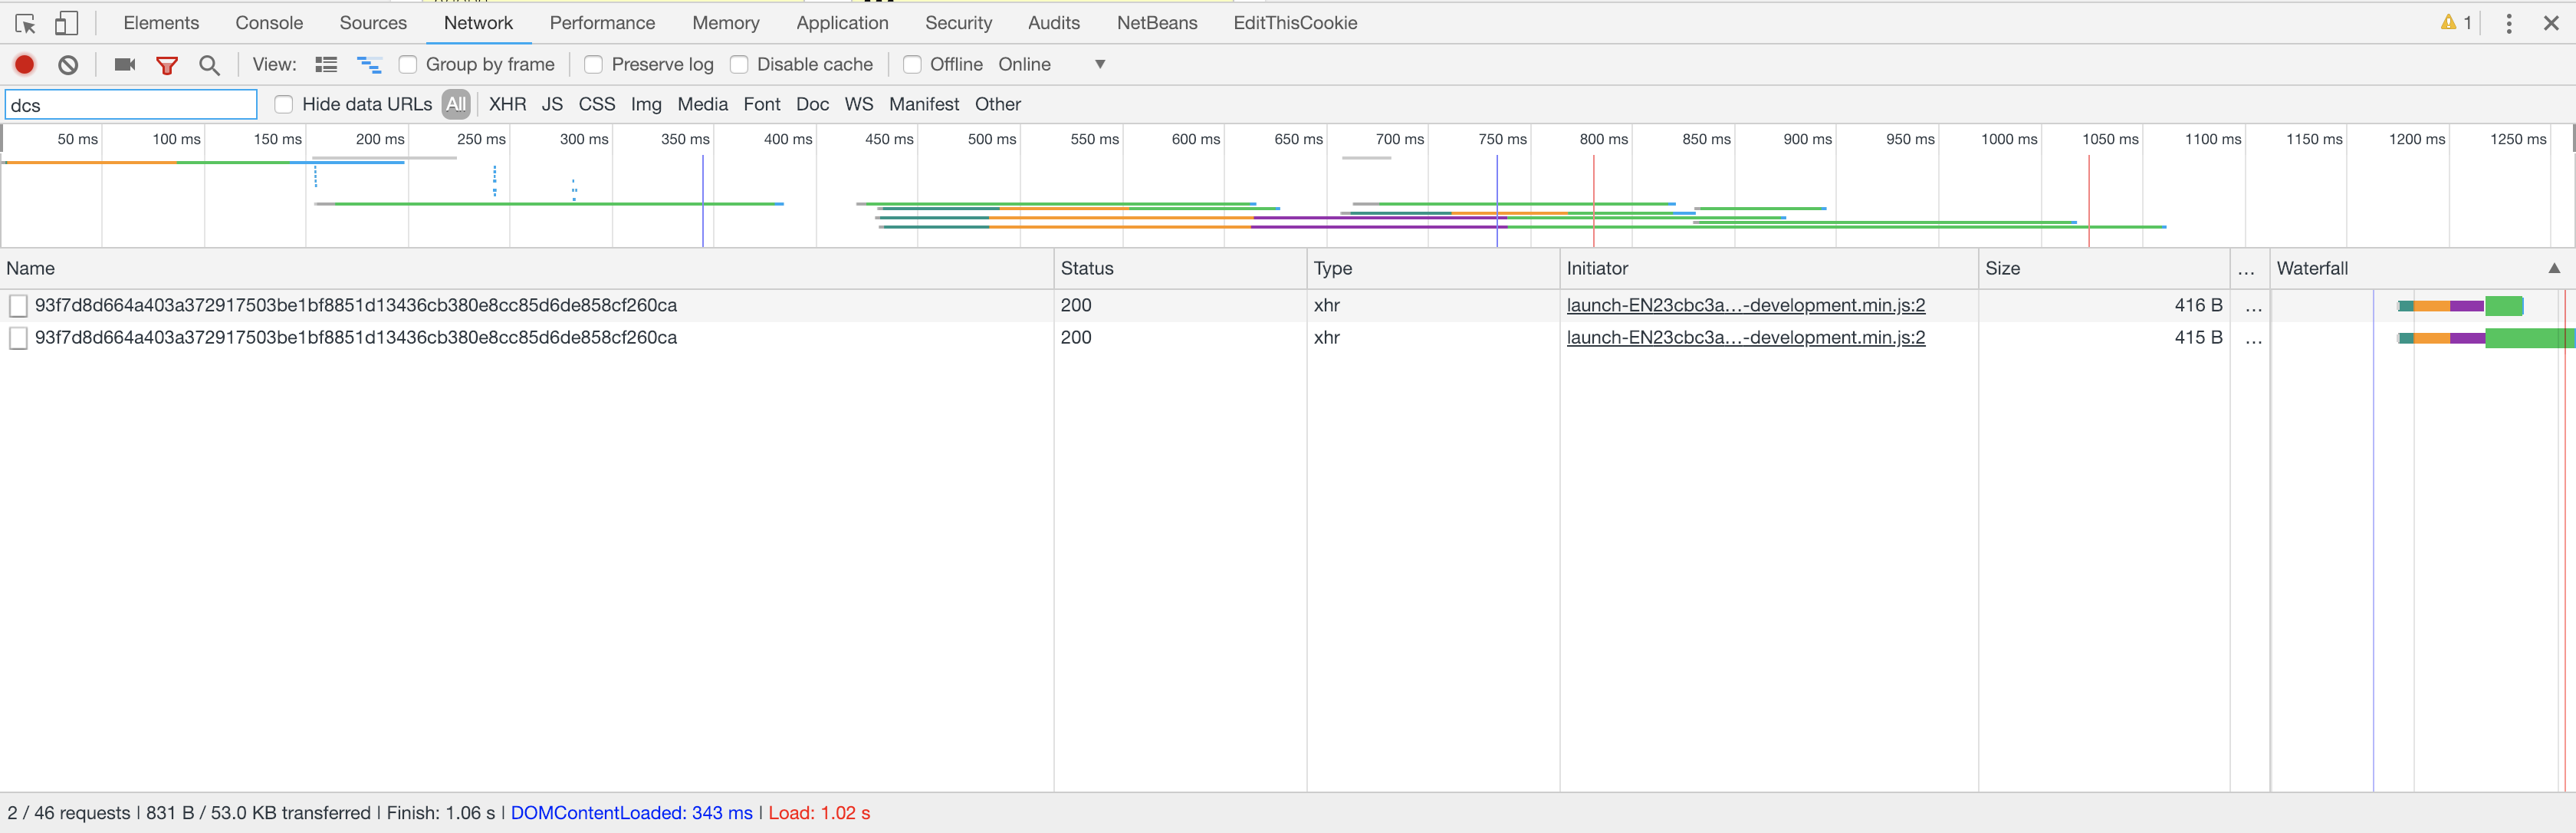 Elements Console Sources Network Performance Memory Application Security Audits NetBeans EditThisCookie 1
View: Group by frame Preserve log Disable cache Offline Online
dcs Hide data URLs All XHR JS CSS Img Media Font Doc WS Manifest Other
50 ms 100 ms 150 ms 200 ms 250 ms 300 ms 350 ms 400 ms 450 ms 500 ms 550 ms 600 ms 650 ms 700 ms 750 ms 800 ms 850 ms 900 ms 950 ms 1000 ms 1050 ms 1100 ms 1150 ms 1200 ms 1250 ms
Name Status Type Initiator Size ... Waterfall
93f7d8d664a403a372917503be1bf8851d13436cb380e8cc85d6de858cf260ca 200 xhr launch-EN23cbc3a…-development.min.js:2 416 B ...
93f7d8d664a403a372917503be1bf8851d13436cb380e8cc85d6de858cf260ca 200 xhr launch-EN23cbc3a…-development.min.js:2 415 B ...
2 / 46 requests | 831 B / 53.0 KB transferred | Finish: 1.06 s | DOMContentLoaded: 343 ms | Load: 1.02 s